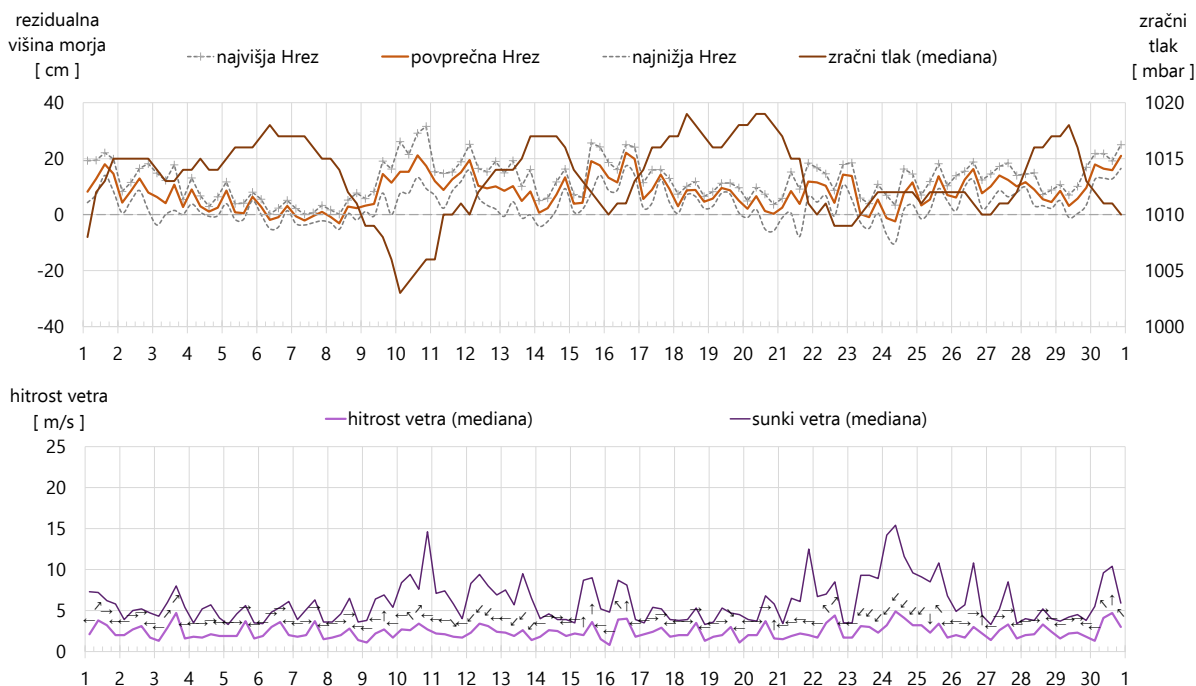 rezidualna
višina morja
[ cm ]
zračni
tlak
[ mbar ]
najvišja Hrez povprečna Hrez najnižja Hrez zračni tlak (mediana)
40 1020
20 1015
0 1010
-20 1005
-40 1000
1 2 3 4 5 6 7 8 9 10 11 12 13 14 15 16 17 18 19 20 21 22 23 24 25 26 27 28 29 30 1
hitrost vetra
[ m/s ]
hitrost vetra (mediana) sunki vetra (mediana)
25
20
15
10
5
0
1 2 3 4 5 6 7 8 9 10 11 12 13 14 15 16 17 18 19 20 21 22 23 24 25 26 27 28 29 30 1